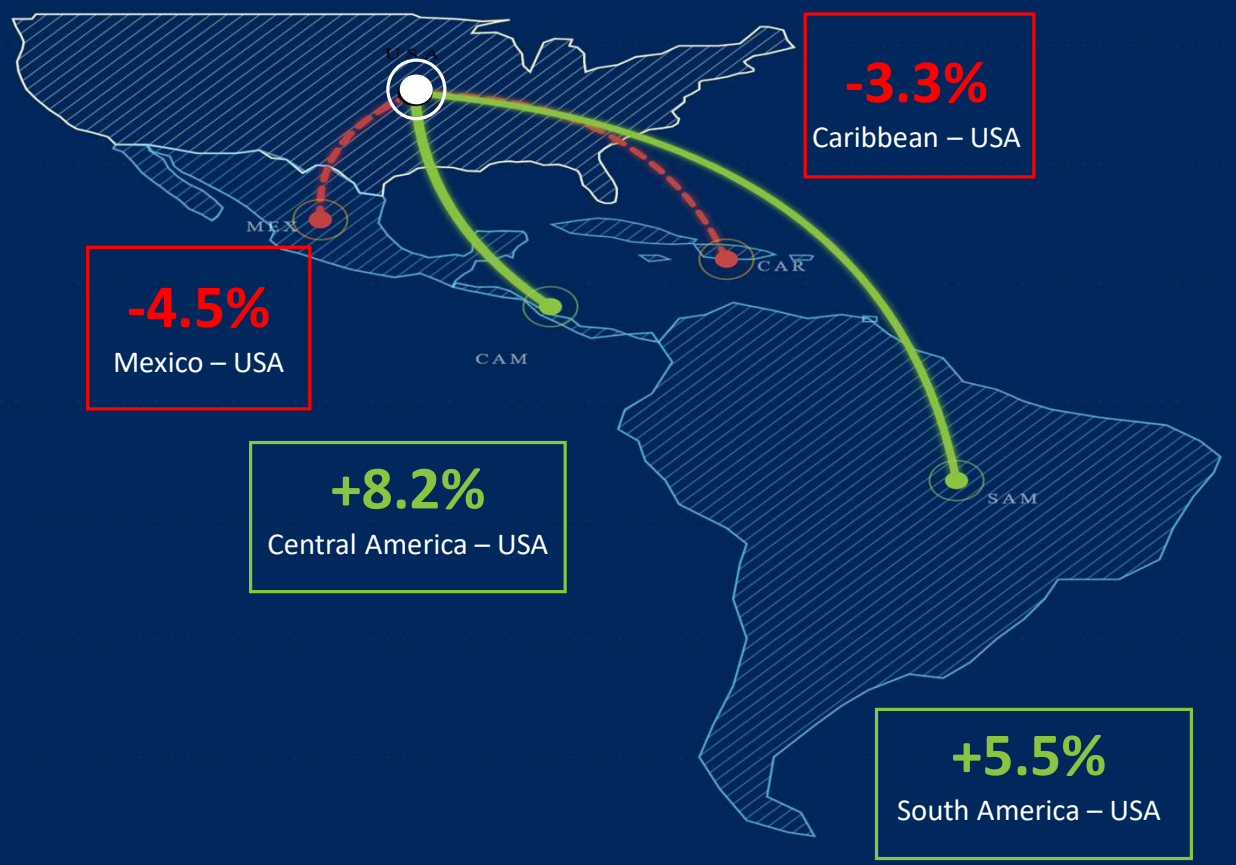 USA
-3.3%
Caribbean – USA
MEX
CAR
-4.5%
Mexico – USA
CAM
+8.2%
Central America – USA
SAM
+5.5%
South America – USA